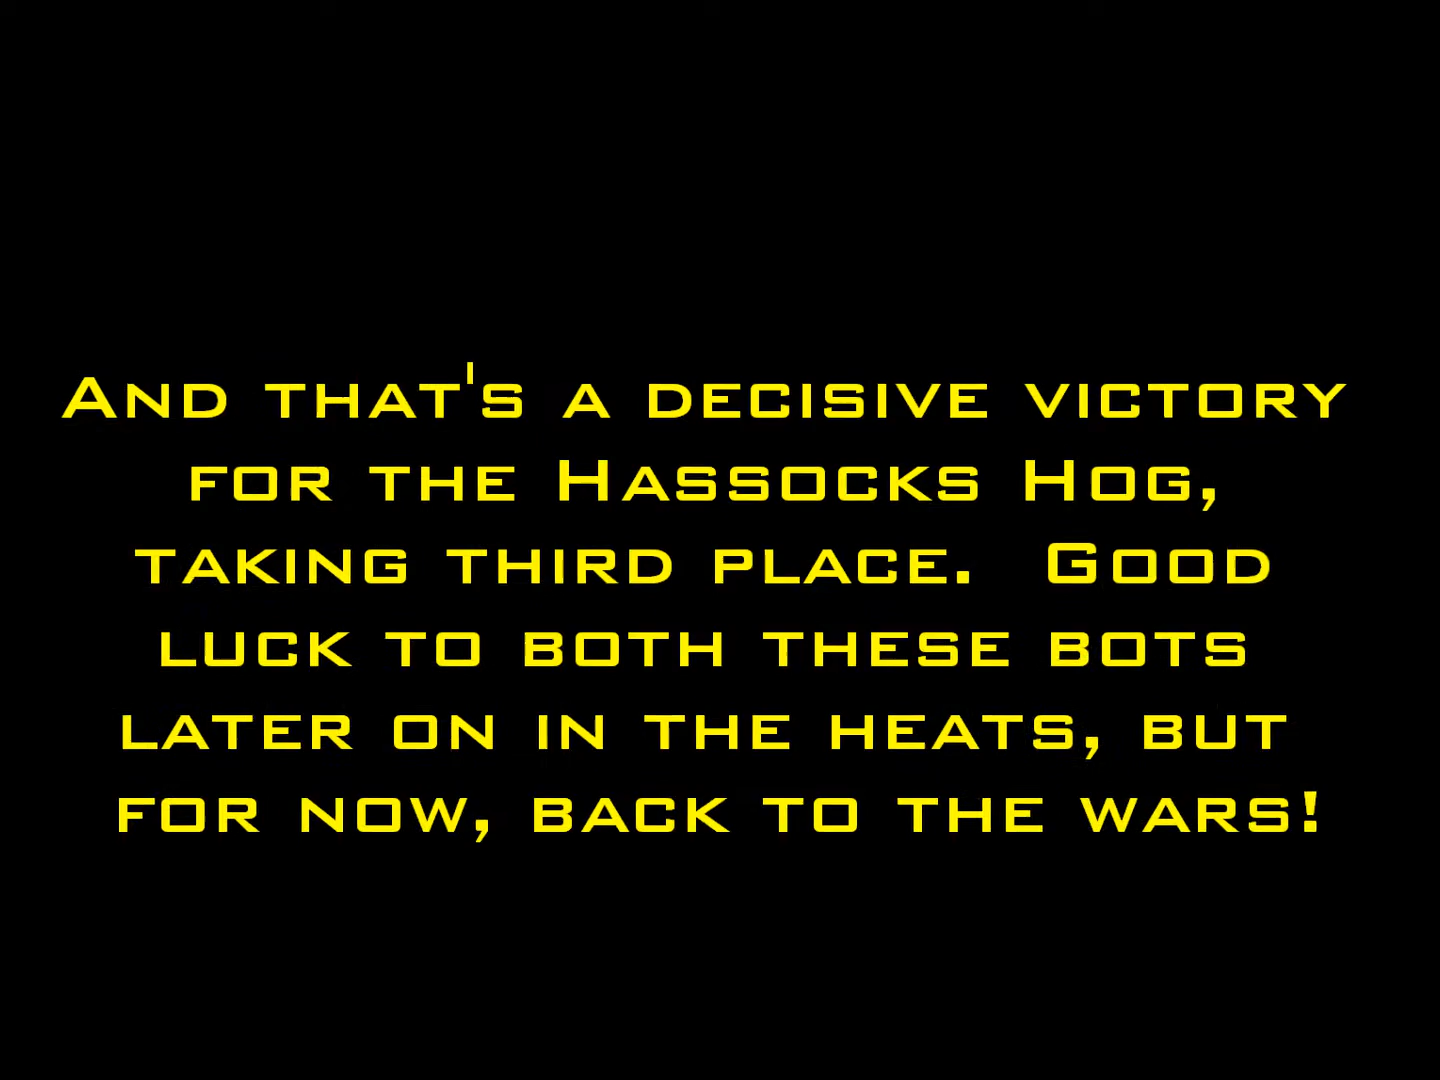 And that's a decisive victory
for the Hassocks Hog,
taking third place.  Good
luck to both these bots
later on in the heats, but
for now, back to the wars!